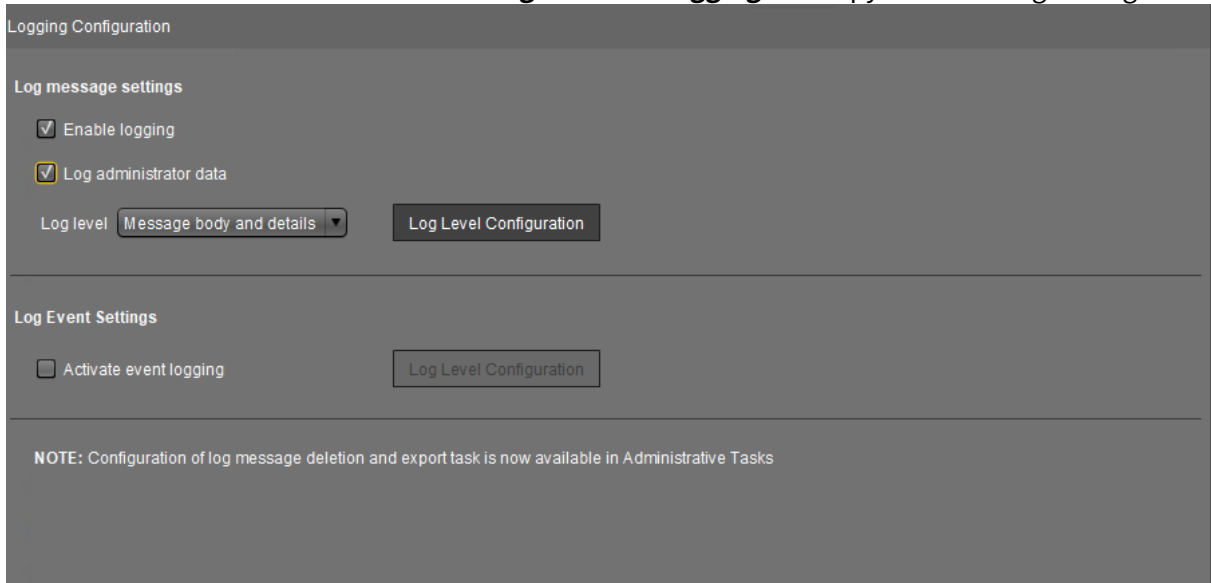 Logging Configuration
Log message settings
Enable logging
Log administrator data
Log level Message body and details Log Level Configuration
Log Event Settings
Activate event logging Log Level Configuration
NOTE: Configuration of log message deletion and export task is now available in Administrative Tasks